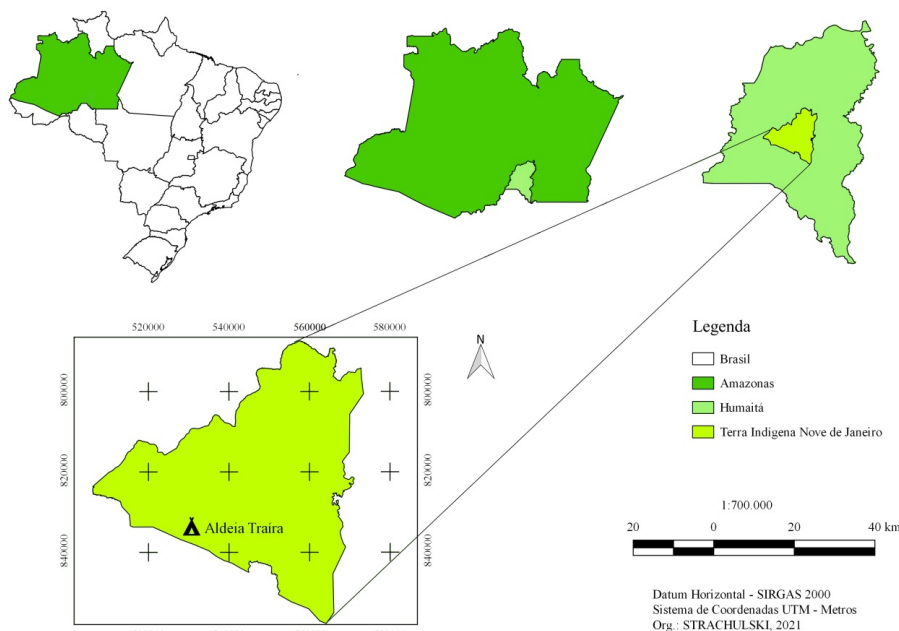 520000 540000 560000 580000
800000 800000
820000 820000
840000 840000
Aldeia Traíra
N
Legenda
Brasil
Amazonas
Humaitá
Terra Indigena Nove de Janeiro
1:700.000
20 0 20 40 km
Datum Horizontal - SIRGAS 2000
Sistema de Coordenadas UTM - Metros
Org.: STRACHULSKI, 2021